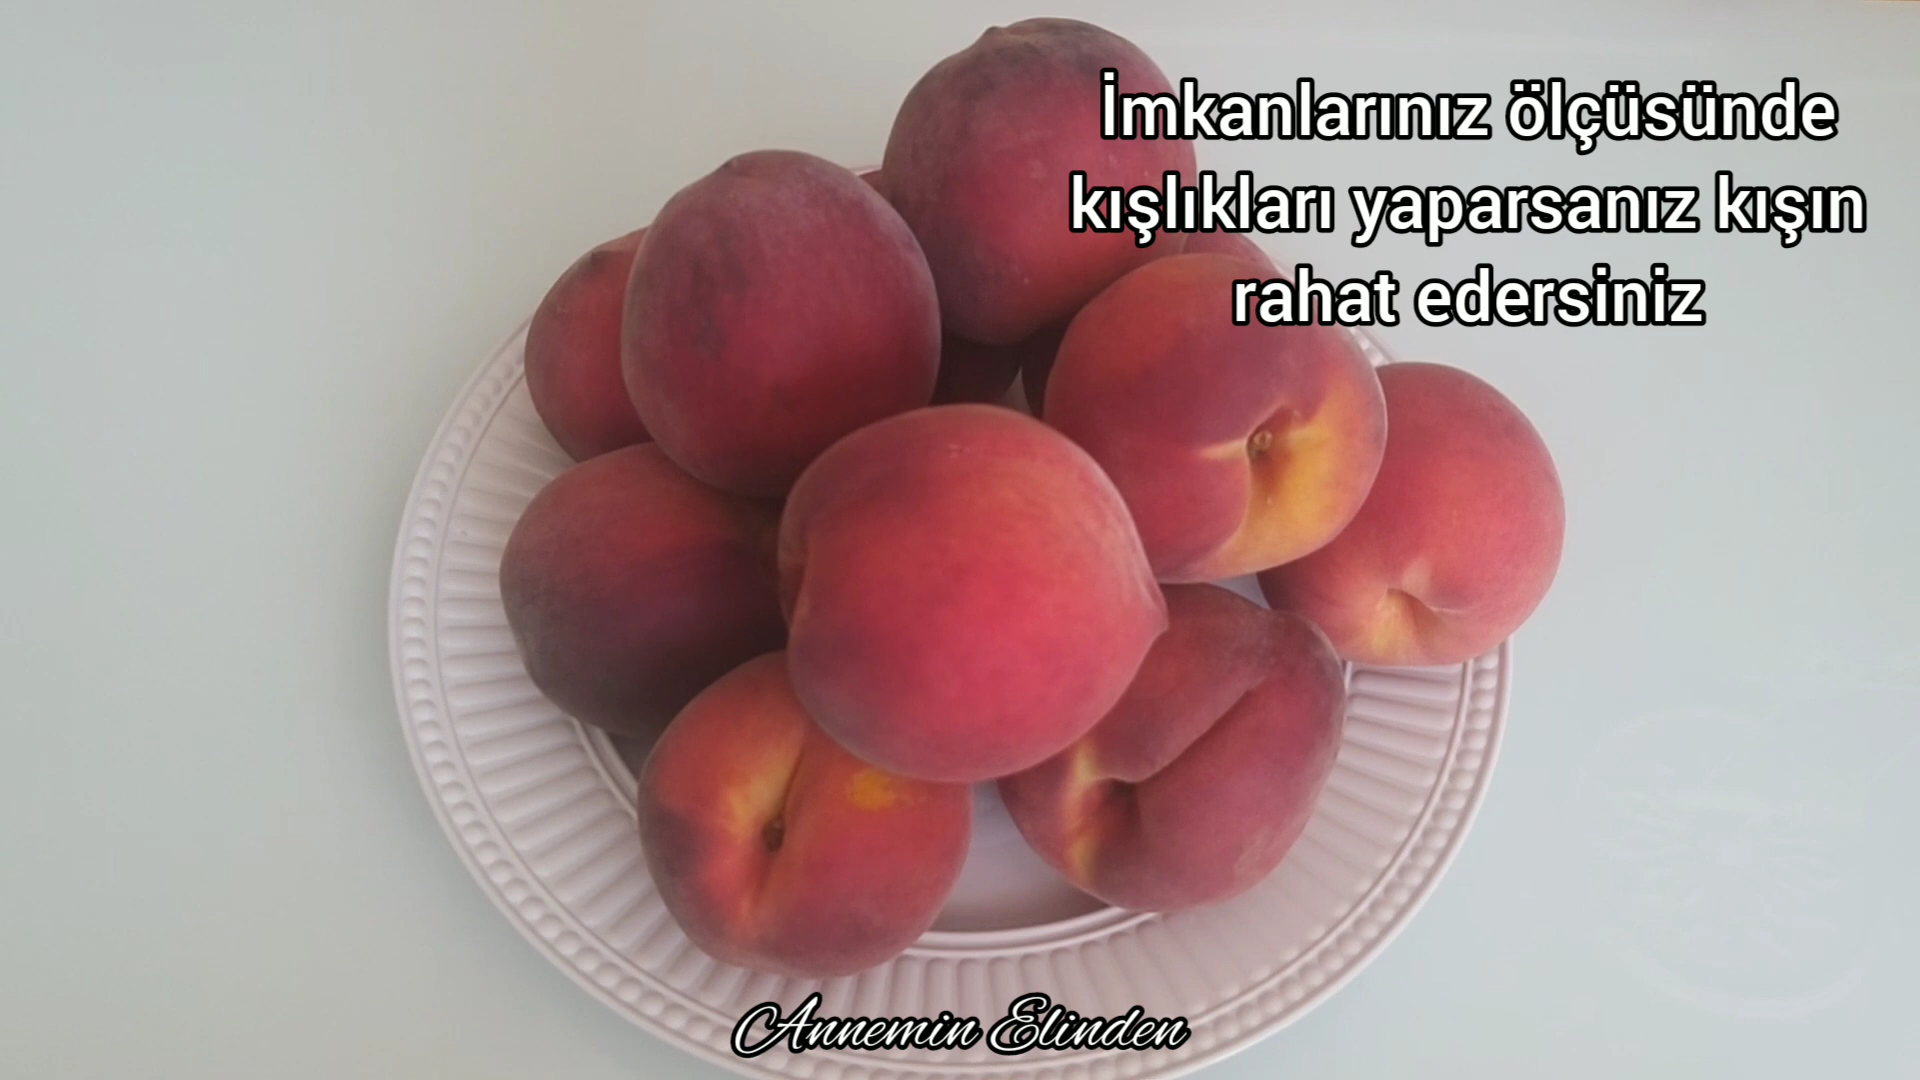 İmkanlarınız ölçüsünde
kışlıkları yaparsanız kışın
rahat edersiniz
Annemin Elinden